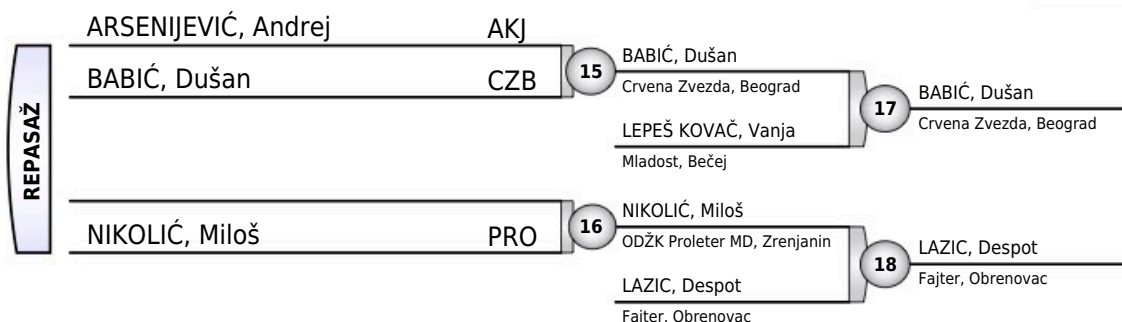 REPASAŽ
ARSENIJEVIĆ, Andrej AKJ
BABIĆ, Dušan CZB
15
BABIĆ, Dušan
Crvena Zvezda, Beograd
LEPEŠ KOVAČ, Vanja
Mladost, Bečej
17
BABIĆ, Dušan
Crvena Zvezda, Beograd
NIKOLIĆ, Miloš PRO
16
NIKOLIĆ, Miloš
ODŽK Proleter MD, Zrenjanin
LAZIC, Despot
Fajter, Obrenovac
18
LAZIC, Despot
Fajter, Obrenovac